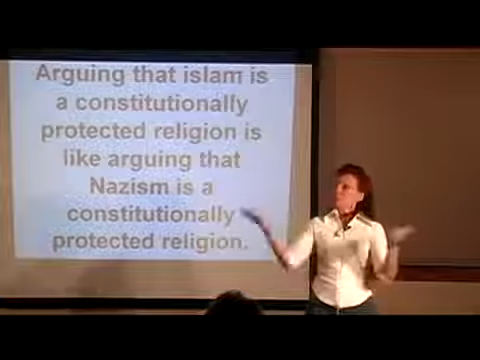 Arguing that islam is
a constitutionally
protected religion is
like arguing that
Nazism is a
constitutionally
protected religion.